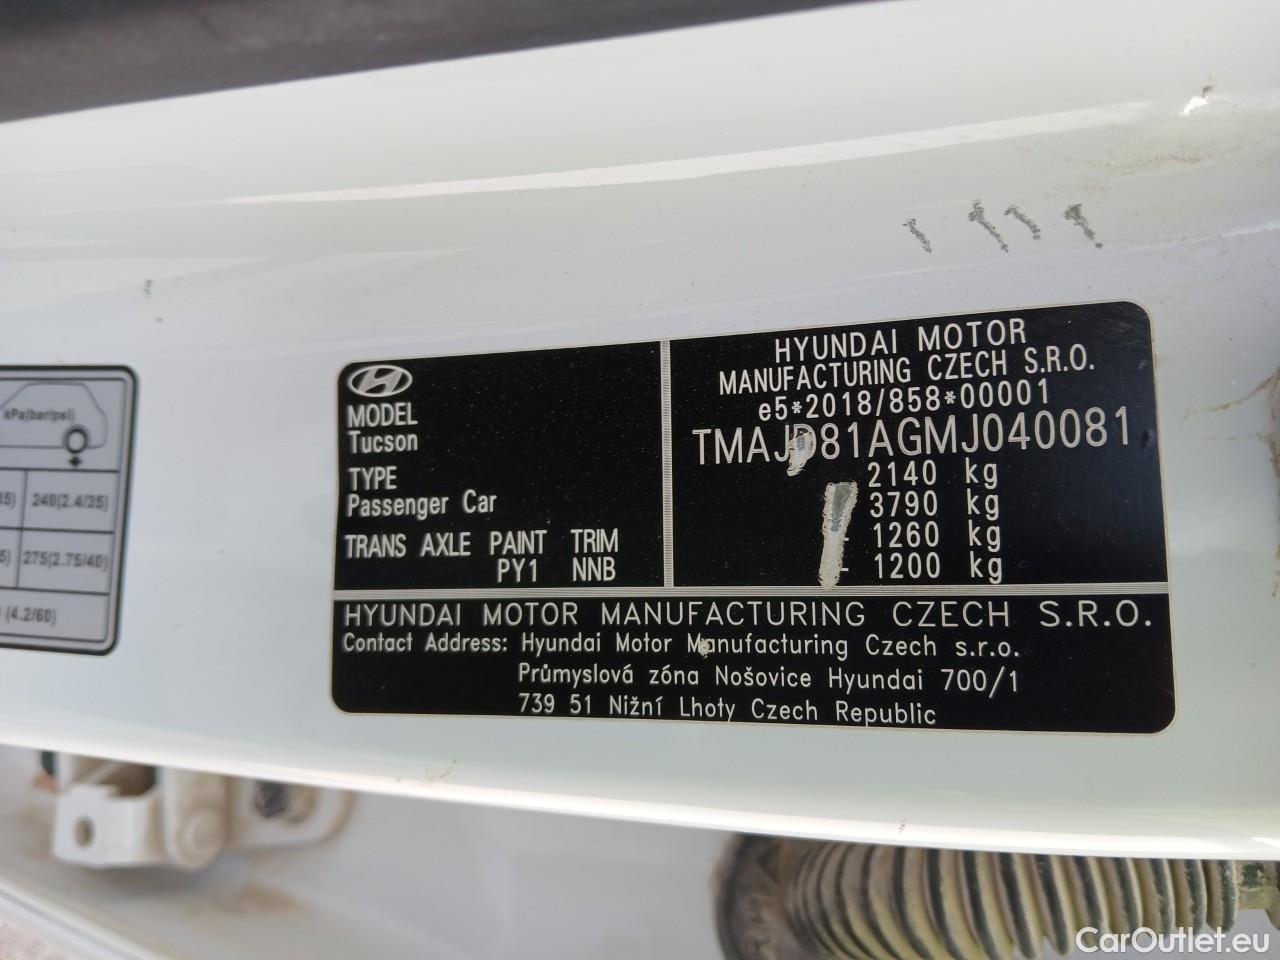 kPa(bar/psi)
240(2.4/35)
275(2.75/40)
(4.2/60)
MODEL
Tucson
TYPE
Passenger Car
TRANS AXLE PAINT TRIM
PY1 NNB
HYUNDAI MOTOR
MANUFACTURING CZECH S.R.O.
e5*2018/858*00001
TMAJD81AGMJ040081
2140 kg
3790 kg
- 1260 kg
- 1200 kg
HYUNDAI MOTOR MANUFACTURING CZECH S.R.O.
Contact Address: Hyundai Motor Manufacturing Czech s.r.o.
Průmyslová zóna Nošovice Hyundai 700/1
739 51 Nižní Lhoty Czech Republic
CarOutlet.eu